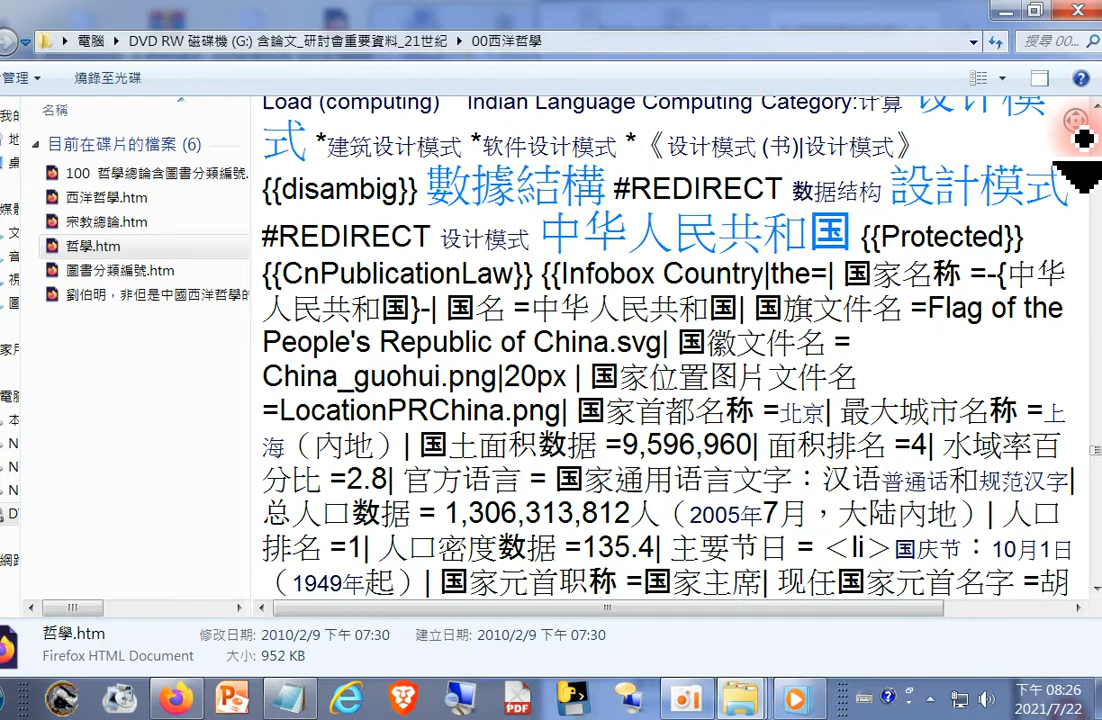 電腦 ▸ DVD RW 磁碟機 (G:) 含論文_研討會重要資料_21世紀 ▸ 00西洋哲學
搜尋 00...
管理 燒錄至光碟
名稱
目前在碟片的檔案 (6)
100 哲學總論含圖書分類編號.
西洋哲學.htm
宗教總論.htm
哲學.htm
圖書分類編號.htm
劉伯明，非但是中國西洋哲學的
Load (computing) Indian Language Computing Category:计算 设计模
式 *建筑设计模式 *软件设计模式 *《设计模式 (书)|设计模式》
{{disambig}} 數據結構 #REDIRECT 数据结构 設計模式
#REDIRECT 设计模式 中华人民共和国 {{Protected}}
{{CnPublicationLaw}} {{Infobox Country|the=| 国家名称 =-{中华
人民共和国}-| 国名 =中华人民共和国| 国旗文件名 =Flag of the
People's Republic of China.svg| 国徽文件名 =
China_guohui.png|20px | 国家位置图片文件名
=LocationPRChina.png| 国家首都名称 =北京| 最大城市名称 =上
海（内地）| 国土面积数据 =9,596,960| 面积排名 =4| 水域率百
分比 =2.8| 官方语言 = 国家通用语言文字：汉语普通话和规范汉字|
总人口数据 = 1,306,313,812人（2005年7月，大陆内地）| 人口
排名 =1| 人口密度数据 =135.4| 主要节日 = <li>国庆节：10月1日
（1949年起）| 国家元首职称 =国家主席| 现任国家元首名字 =胡
哲學.htm 修改日期: 2010/2/9 下午 07:30 建立日期: 2010/2/9 下午 07:30
Firefox HTML Document 大小: 952 KB
下午 08:26
2021/7/22